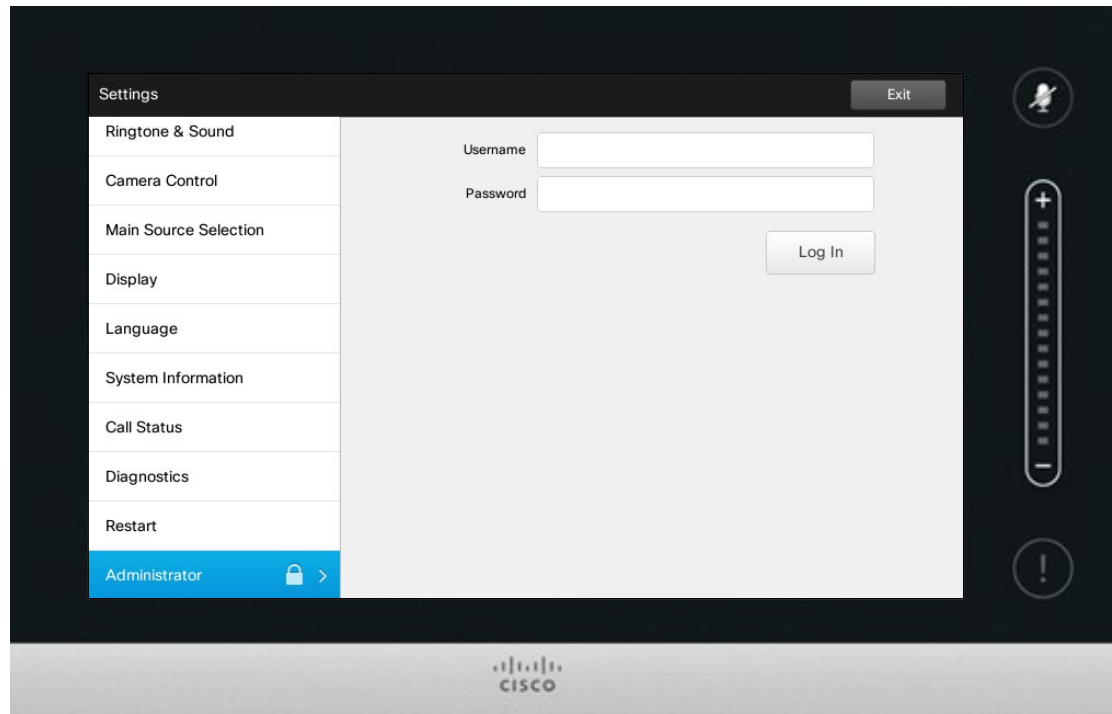 Settings
Exit
Ringtone & Sound
Camera Control
Main Source Selection
Display
Language
System Information
Call Status
Diagnostics
Restart
Administrator
Username
Password
Log In
+
−
!
CISCO